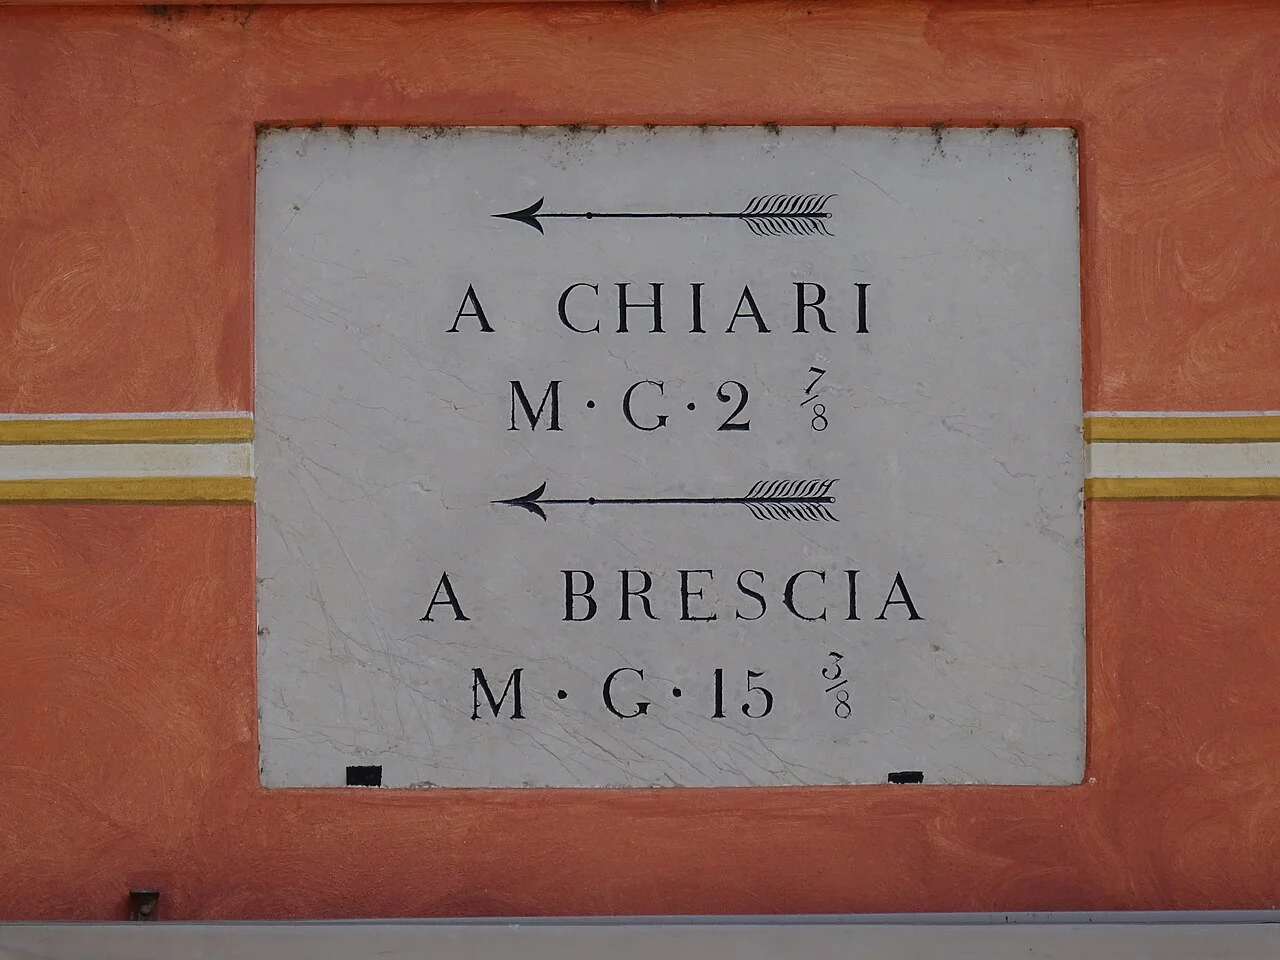 A CHIARI
M·G·2 7/8
A BRESCIA
M·G·15 3/8